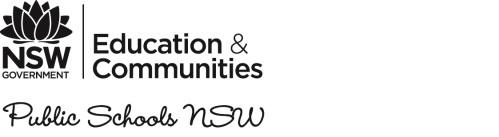 NSW
GOVERNMENT
Education &
Communities
Public Schools NSW